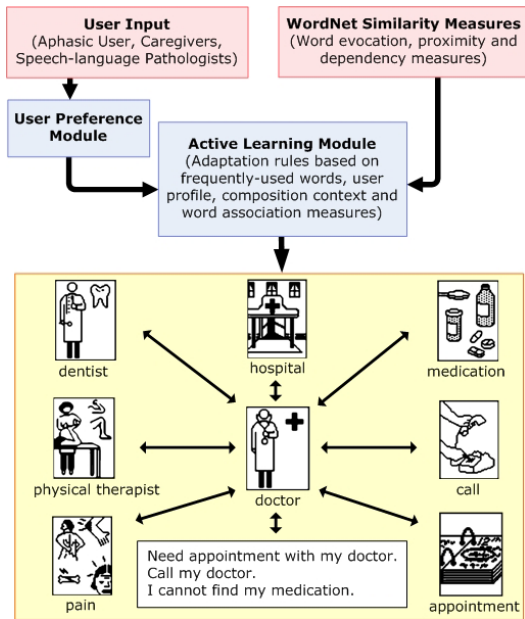 User Input
(Aphasic User, Caregivers,
Speech-language Pathologists)
WordNet Similarity Measures
(Word evocation, proximity and
dependency measures)
User Preference
Module
Active Learning Module
(Adaptation rules based on
frequently-used words, user
profile, composition context and
word association measures)
dentist
hospital
medication
physical therapist
doctor
call
pain
Need appointment with my doctor.
Call my doctor.
I cannot find my medication.
appointment